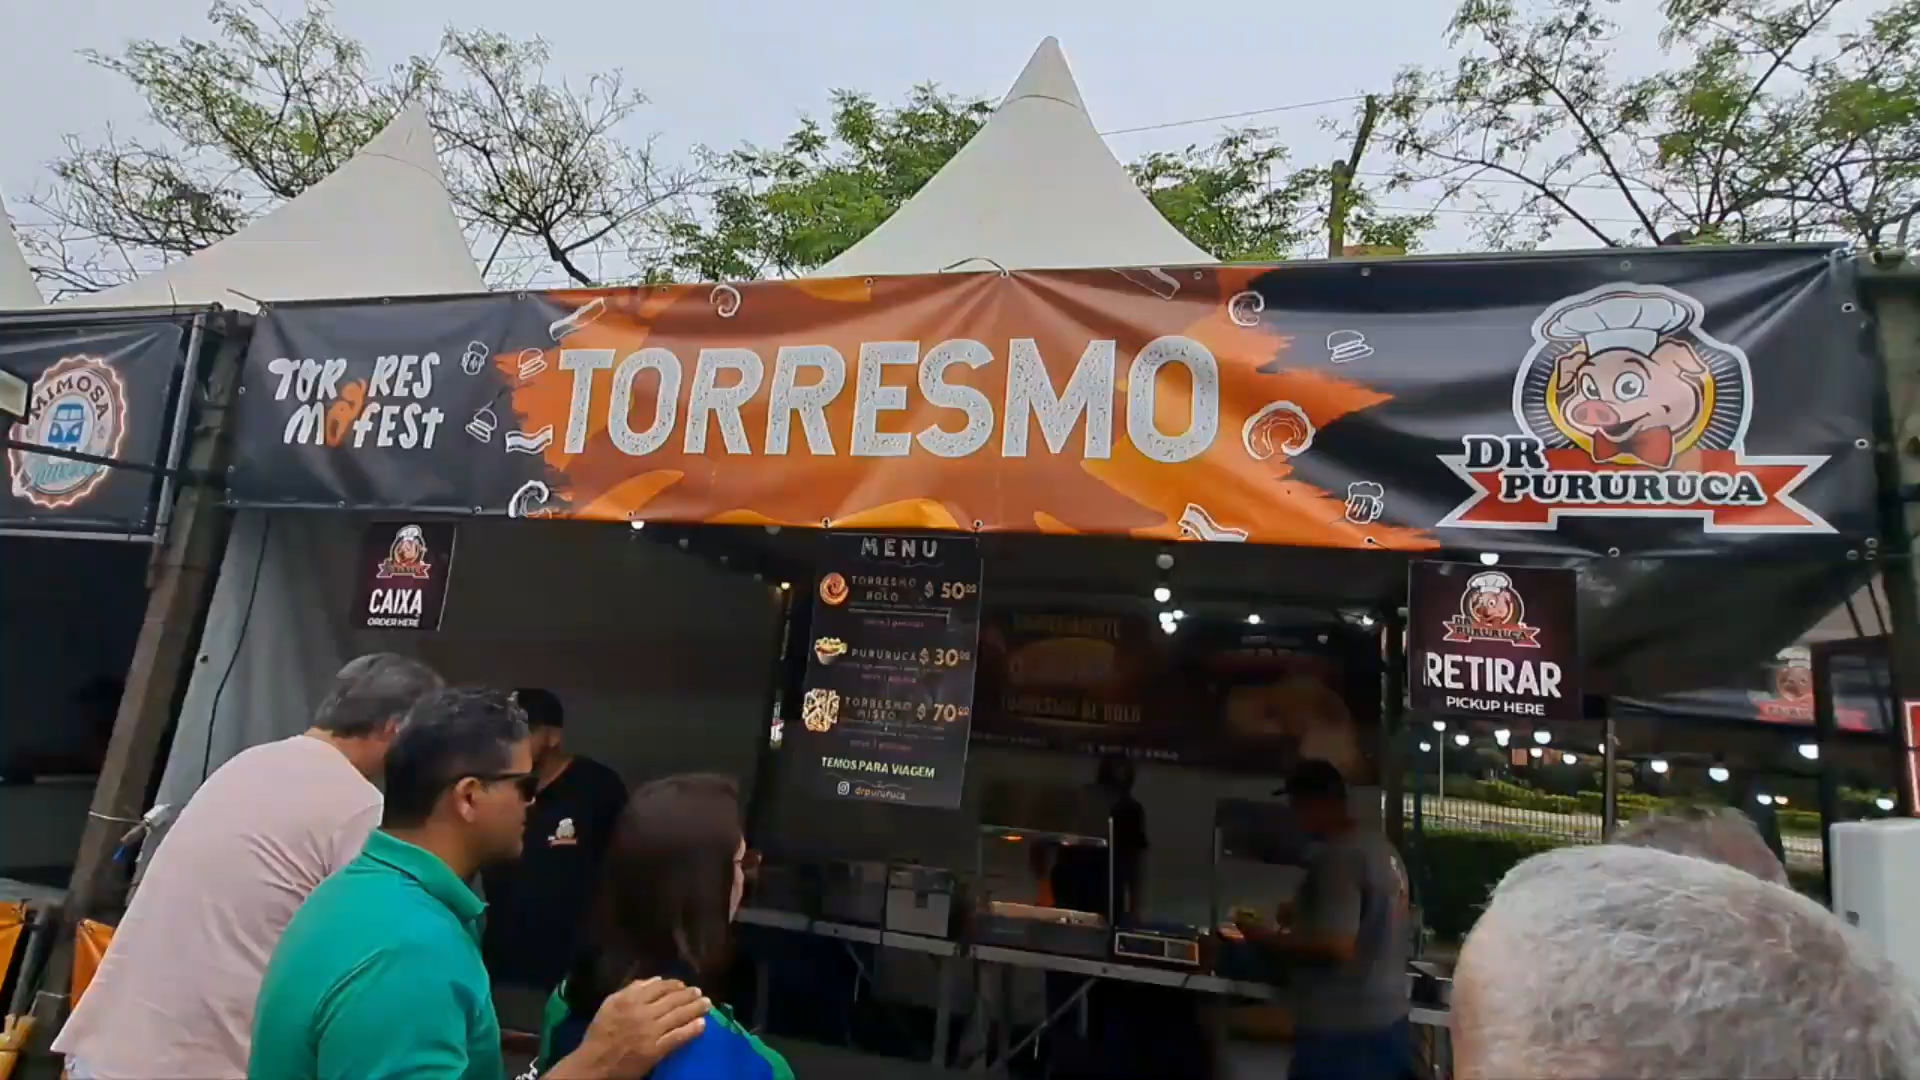 MIMOSA
TORRES
MOFEST
TORRESMO
DR
PURURUCA
CAIXA
ORDER HERE
MENU
TORRESMO
ROLO
$ 50
PURURUCA $ 30
TORRESMO
MISTO
$ 70
TEMOS PARA VIAGEM
drpururuca
TORRESMO DE ROLO
DR
PURURUCA
RETIRAR
PICKUP HERE